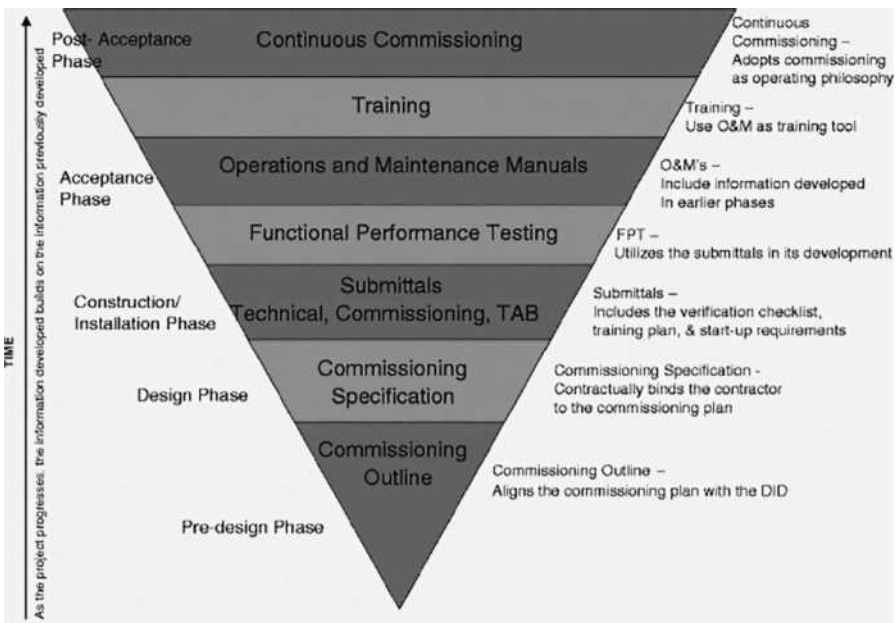 Post- Acceptance
Phase
Continuous Commissioning
Continuous
Commissioning –
Adopts commissioning
as operating philosophy
Training
Training –
Use O&M as training tool
Operations and Maintenance Manuals
O&M's –
Include information developed
In earlier phases
Acceptance
Phase
Functional Performance Testing
FPT –
Utilizes the submittals in its development
Construction/
Installation Phase
Submittals
Technical, Commissioning, TAB
Submittals –
Includes the verification checklist,
training plan, & start-up requirements
Design Phase
Commissioning
Specification
Commissioning Specification -
Contractually binds the contractor
to the commissioning plan
Commissioning
Outline
Commissioning Outline –
Aligns the commissioning plan with the DID
Pre-design Phase
TIME
As the project progresses, the information developed builds on the information previously developed